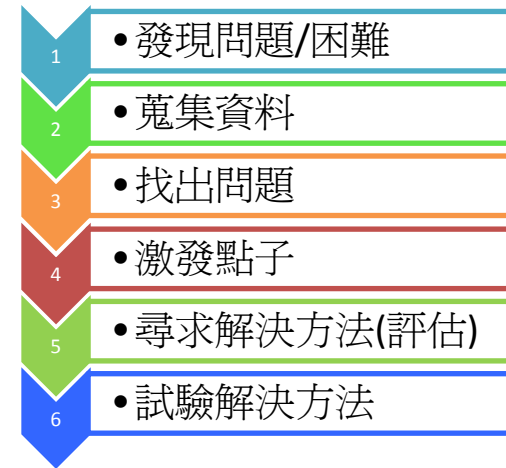 1
•發現問題/困難
2
•蒐集資料
3
•找出問題
4
•激發點子
5
•尋求解決方法(評估)
6
•試驗解決方法